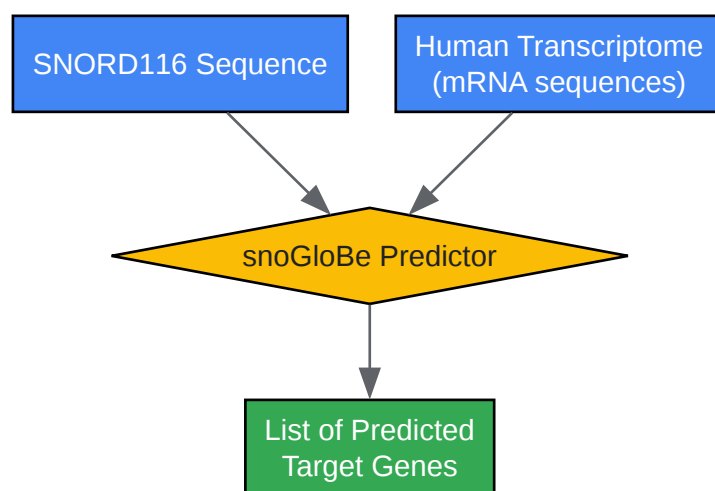 SNORD116 Sequence
Human Transcriptome
(mRNA sequences)
snoGloBe Predictor
List of Predicted
Target Genes